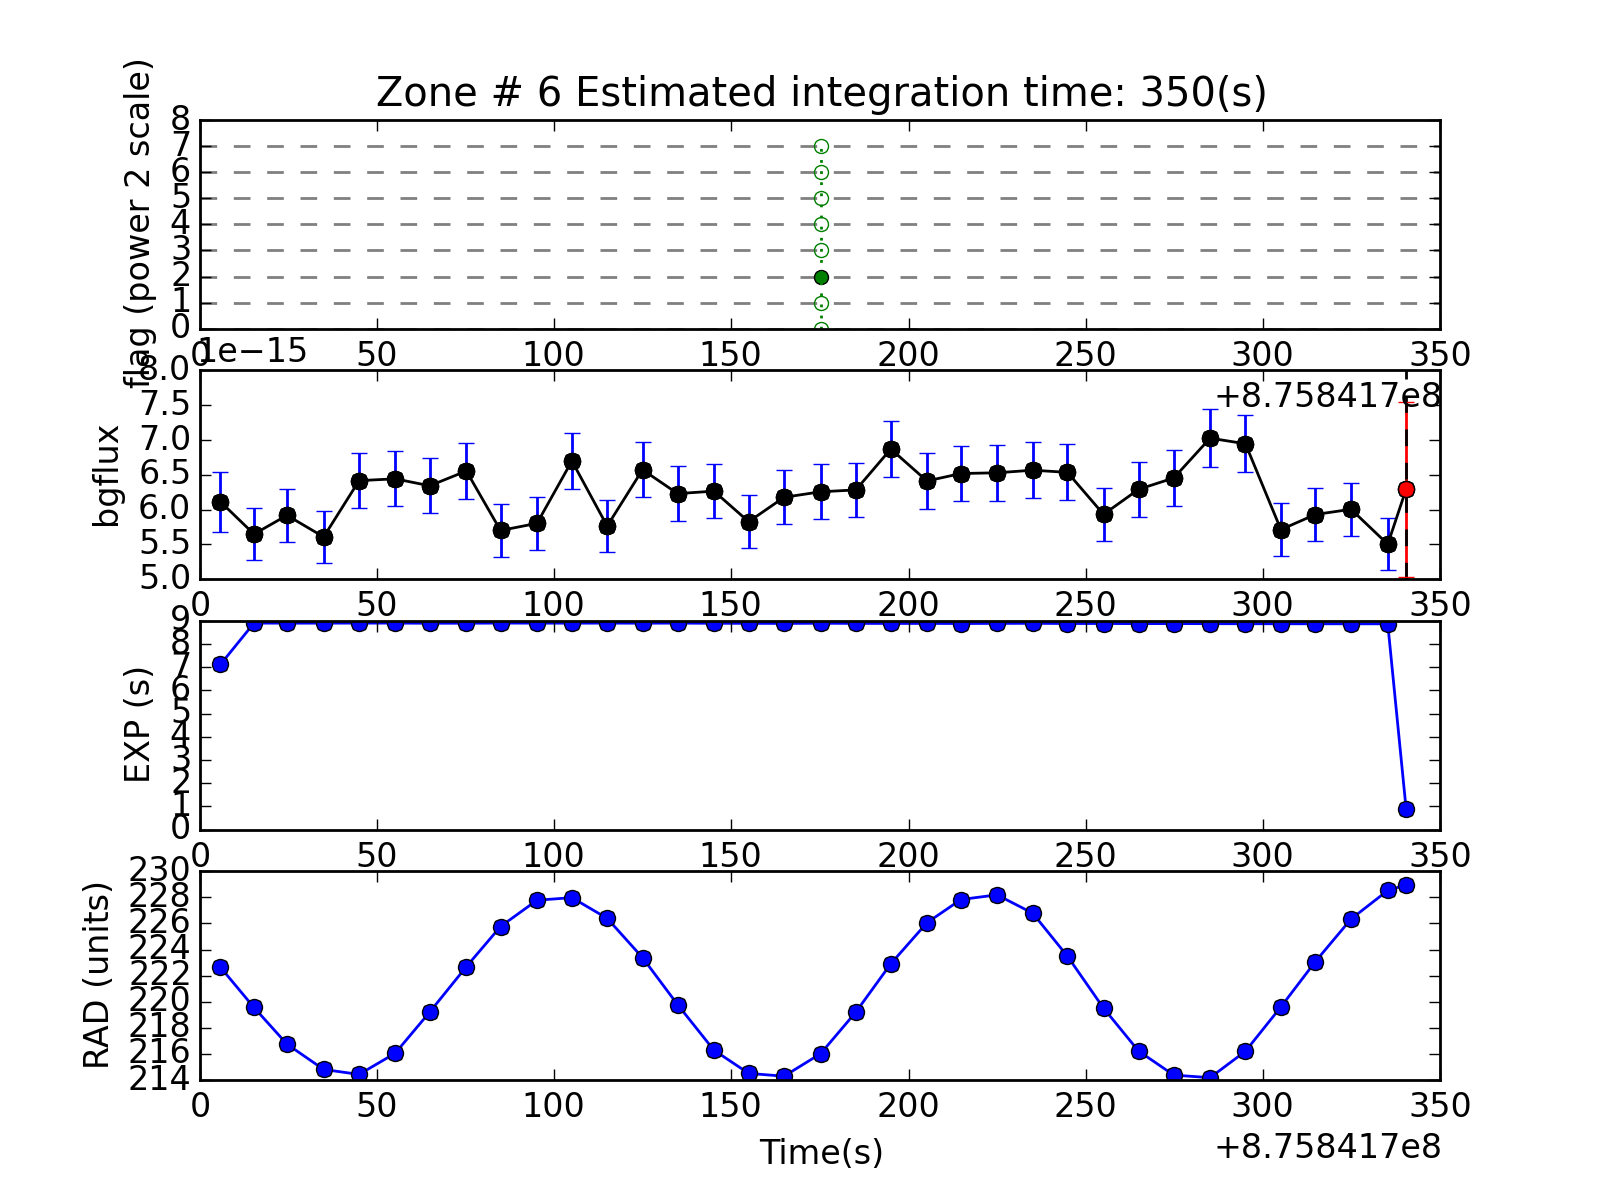 Zone # 6 Estimated integration time: 350(s)
flag (power 2 scale)
8
7
6
5
4
3
2
1
0
0 50 100 150 200 250 300 350
1e−15
+8.758417e8
bgflux
8.0
7.5
7.0
6.5
6.0
5.5
5.0
0 50 100 150 200 250 300 350
EXP (s)
9
8
7
6
5
4
3
2
1
0
0 50 100 150 200 250 300 350
RAD (units)
230
228
226
224
222
220
218
216
214
0 50 100 150 200 250 300 350
Time(s)
+8.758417e8